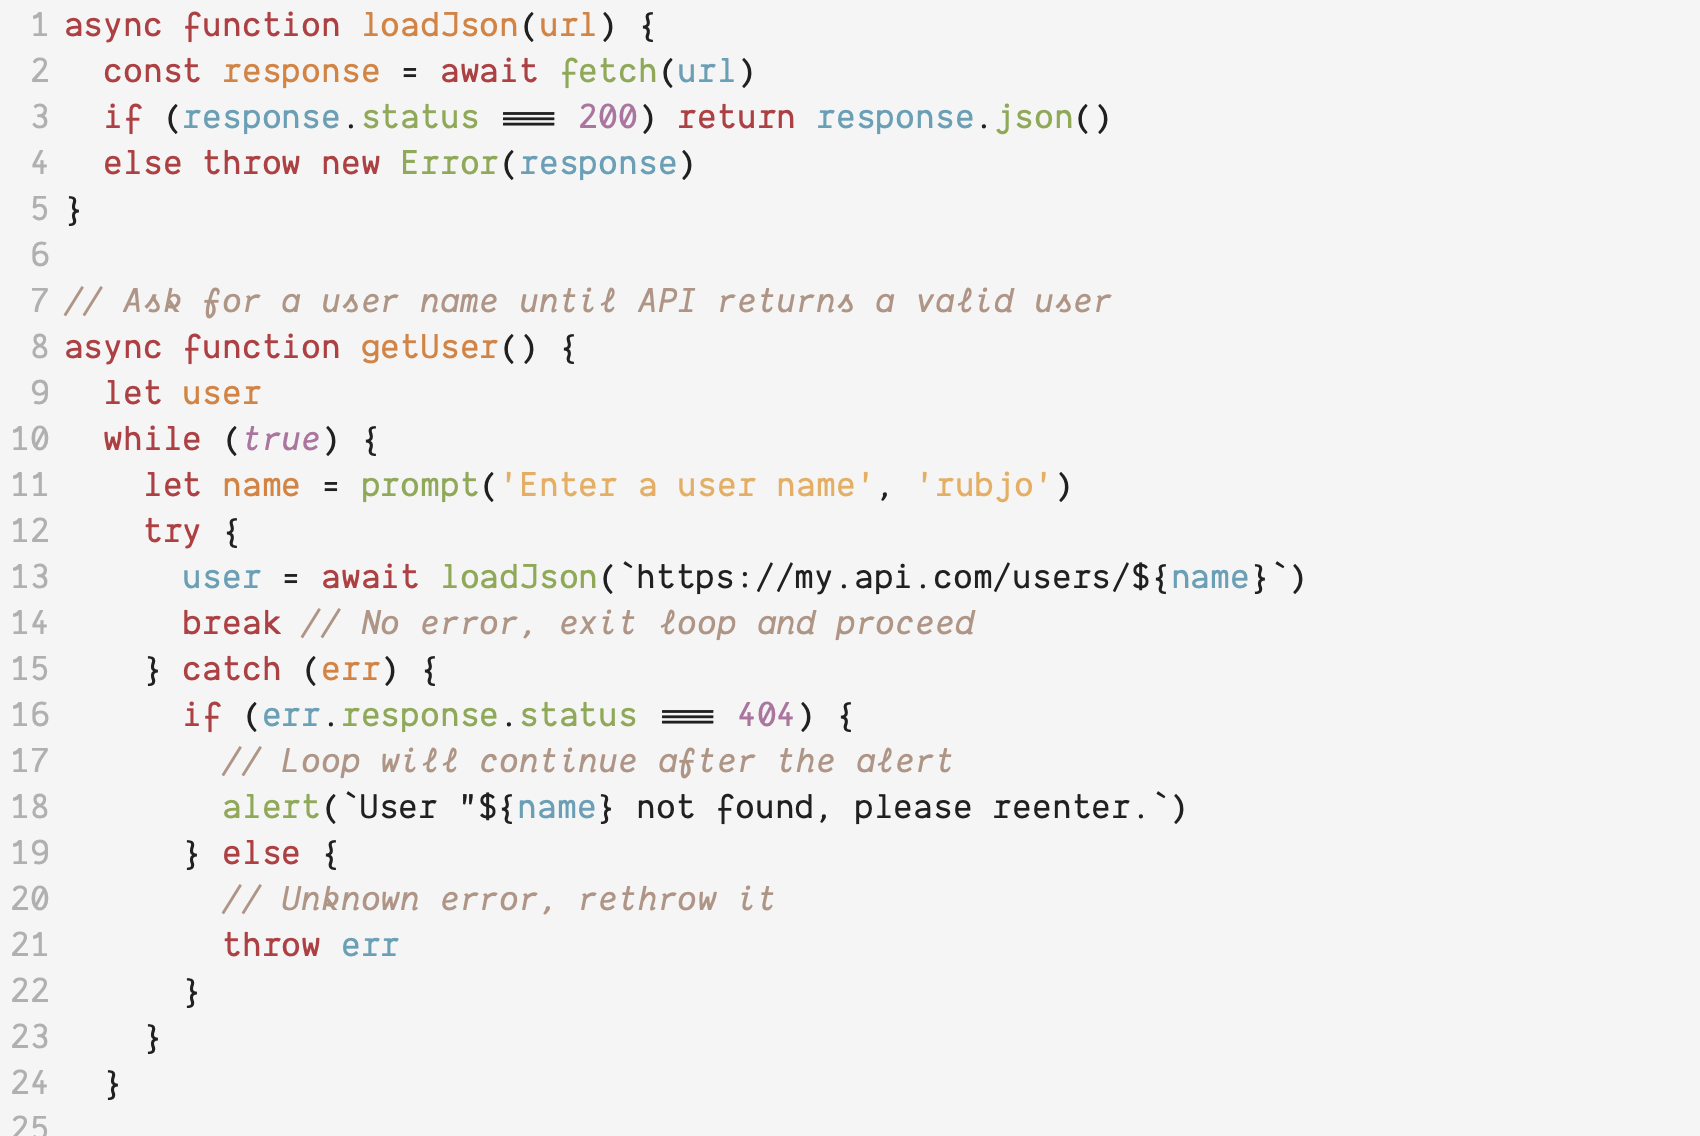 1 async function loadJson(url) {
2   const response = await fetch(url)
3   if (response.status === 200) return response.json()
4   else throw new Error(response)
5 }
6
7 // Ask for a user name until API returns a valid user
8 async function getUser() {
9   let user
10   while (true) {
11     let name = prompt('Enter a user name', 'rubjo')
12     try {
13       user = await loadJson(`https://my.api.com/users/${name}`)
14       break // No error, exit loop and proceed
15     } catch (err) {
16       if (err.response.status === 404) {
17         // Loop will continue after the alert
18         alert(`User "${name} not found, please reenter.`)
19       } else {
20         // Unknown error, rethrow it
21         throw err
22       }
23     }
24   }
25